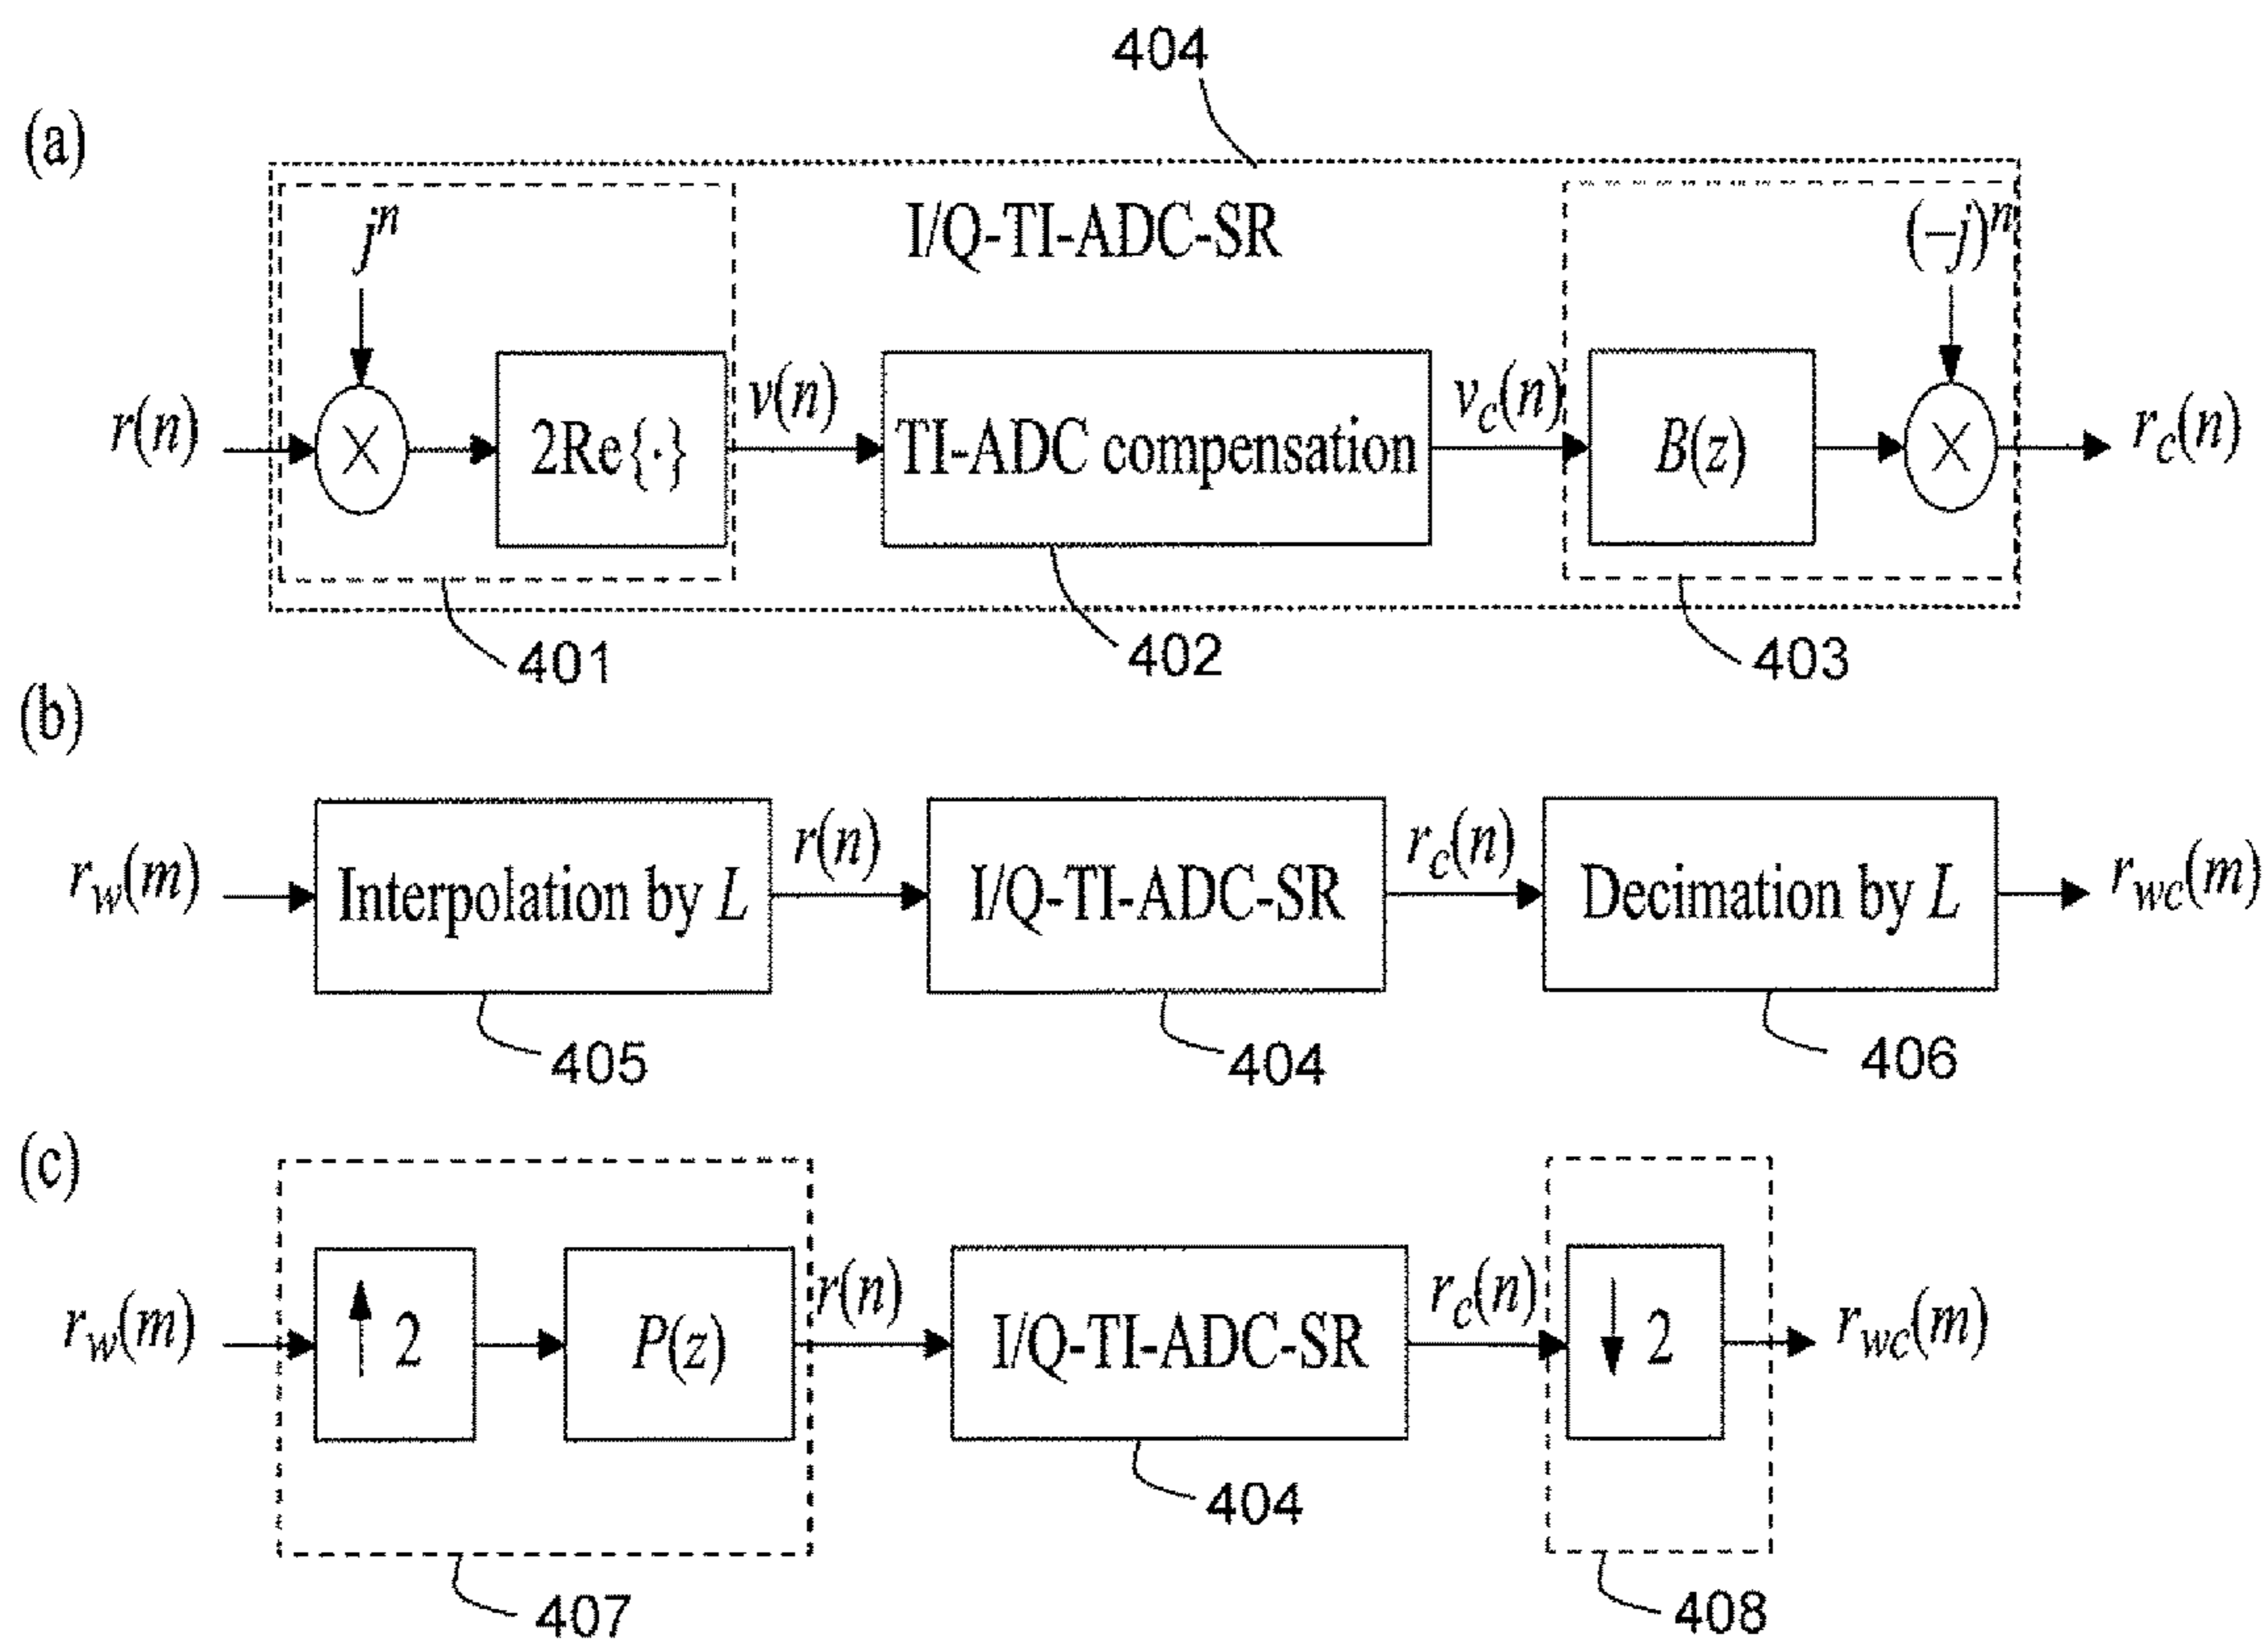 404
(a)
I/Q-TI-ADC-SR
jⁿ
(–j)ⁿ
r(n)
×
2Re{·}
v(n)
TI-ADC compensation
v_c(n)
B(z)
×
r_c(n)
401
402
403
(b)
r_w(m)
Interpolation by L
r(n)
I/Q-TI-ADC-SR
r_c(n)
Decimation by L
r_wc(m)
405
404
406
(c)
r_w(m)
↑ 2
P(z)
r(n)
I/Q-TI-ADC-SR
r_c(n)
↓ 2
r_wc(m)
404
407
408